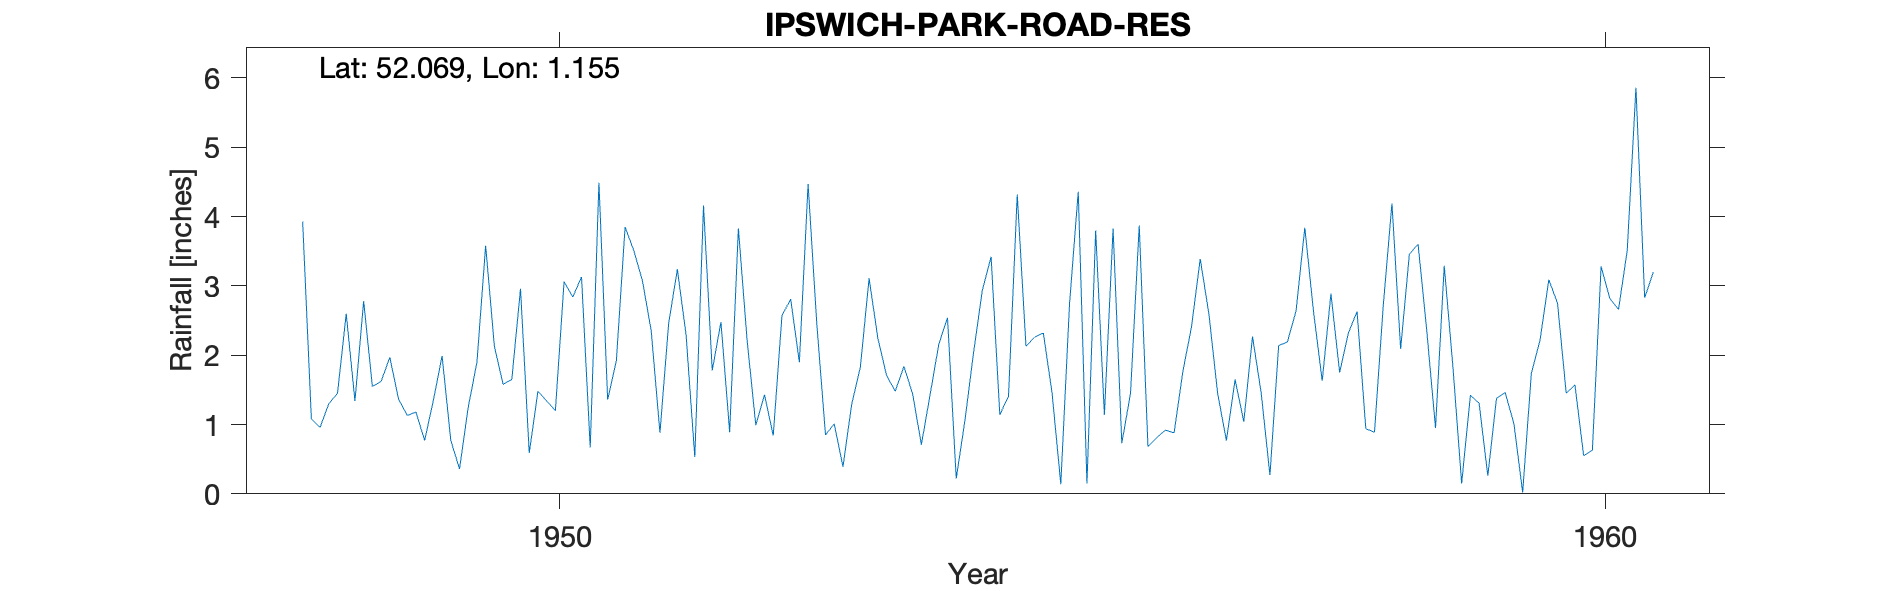 IPSWICH-PARK-ROAD-RES
Lat: 52.069, Lon: 1.155
6
5
4
3
2
1
0
Rainfall [inches]
1950
1960
Year